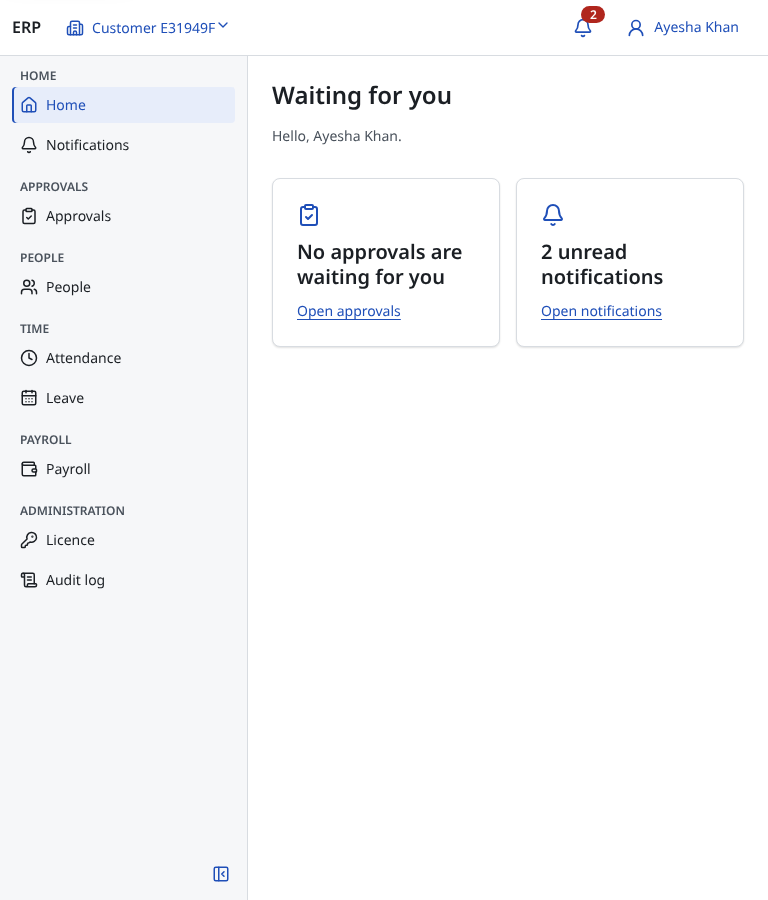 ERP
Customer E31949F
2
Ayesha Khan
HOME
Home
Notifications
APPROVALS
Approvals
PEOPLE
People
TIME
Attendance
Leave
PAYROLL
Payroll
ADMINISTRATION
Licence
Audit log
Waiting for you
Hello, Ayesha Khan.
No approvals are
waiting for you
Open approvals
2 unread
notifications
Open notifications